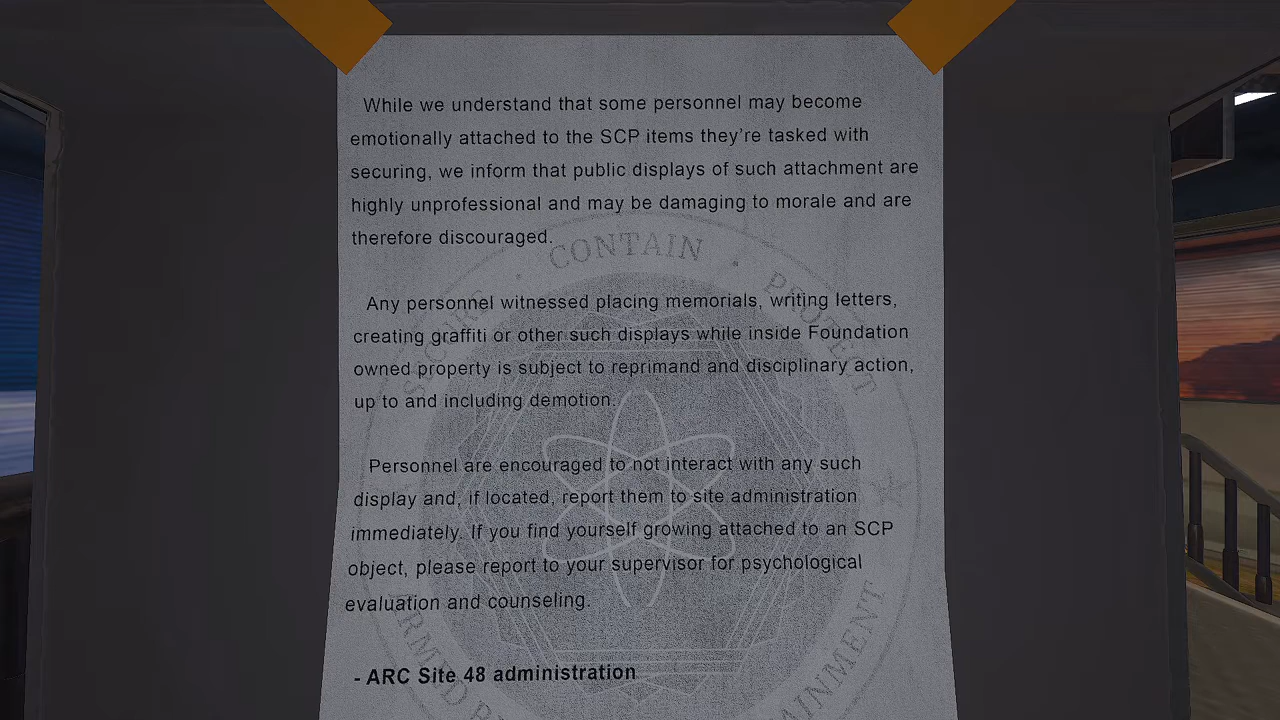 While we understand that some personnel may become
emotionally attached to the SCP items they're tasked with
securing, we inform that public displays of such attachment are
highly unprofessional and may be damaging to morale and are
therefore discouraged.
Any personnel witnessed placing memorials, writing letters,
creating graffiti or other such displays while inside Foundation
owned property is subject to reprimand and disciplinary action,
up to and including demotion.
Personnel are encouraged to not interact with any such
display and, if located, report them to site administration
immediately. If you find yourself growing attached to an SCP
object, please report to your supervisor for psychological
evaluation and counseling.
- ARC Site 48 administration
CONTAIN